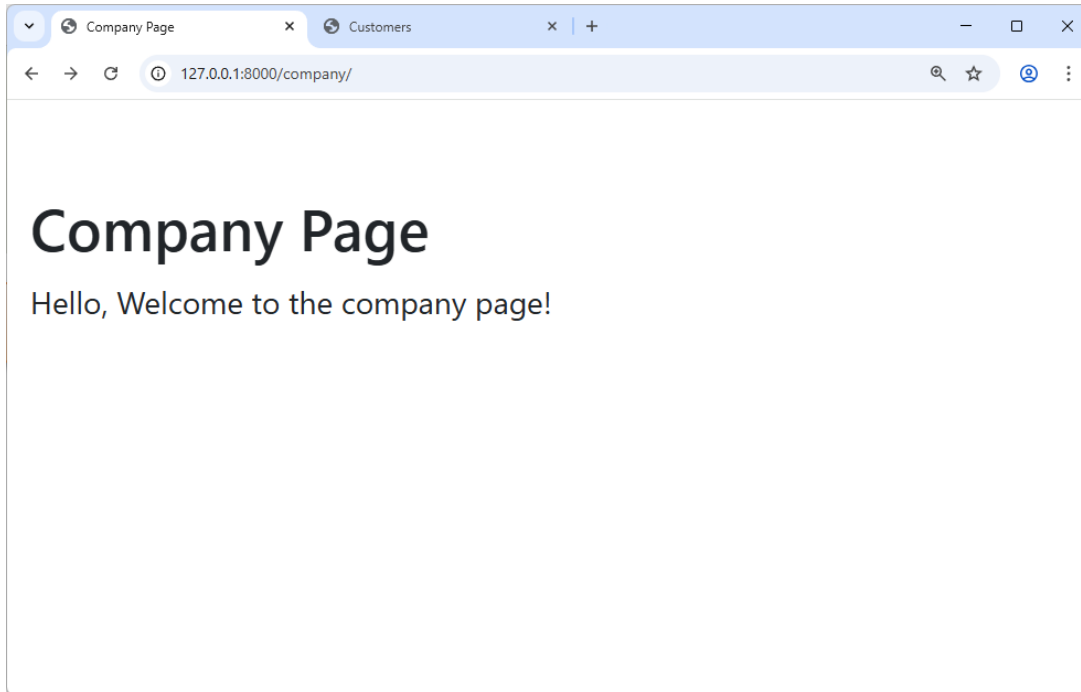 Company Page
Customers
127.0.0.1:8000/company/
Company Page
Hello, Welcome to the company page!